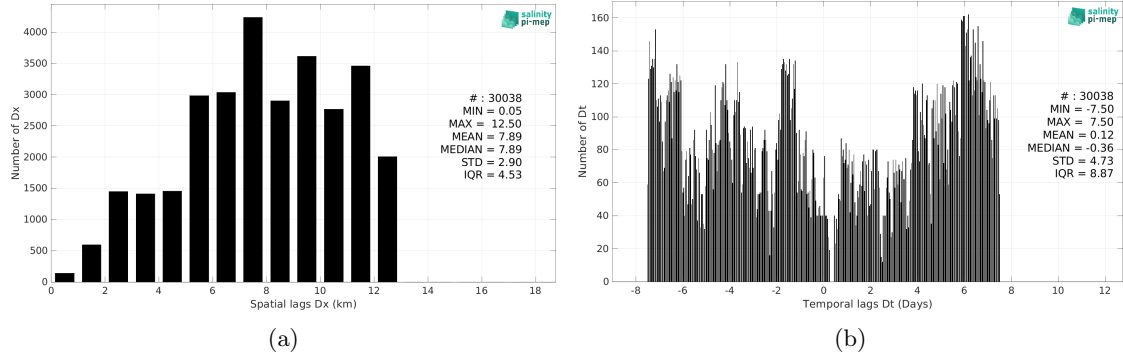 salinity
pi-mep
4000
3500
3000
2500
2000
1500
1000
500
0
Number of Dx
# : 30038
MIN = 0.05
MAX = 12.50
MEAN = 7.89
MEDIAN = 7.89
STD = 2.90
IQR = 4.53
0 2 4 6 8 10 12 14 16 18
Spatial lags Dx (km)
(a)
salinity
pi-mep
160
140
120
100
80
60
40
20
0
Number of Dt
# : 30038
MIN = -7.50
MAX = 7.50
MEAN = 0.12
MEDIAN = -0.36
STD = 4.73
IQR = 8.87
-8 -6 -4 -2 0 2 4 6 8 10 12
Temporal lags Dt (Days)
(b)